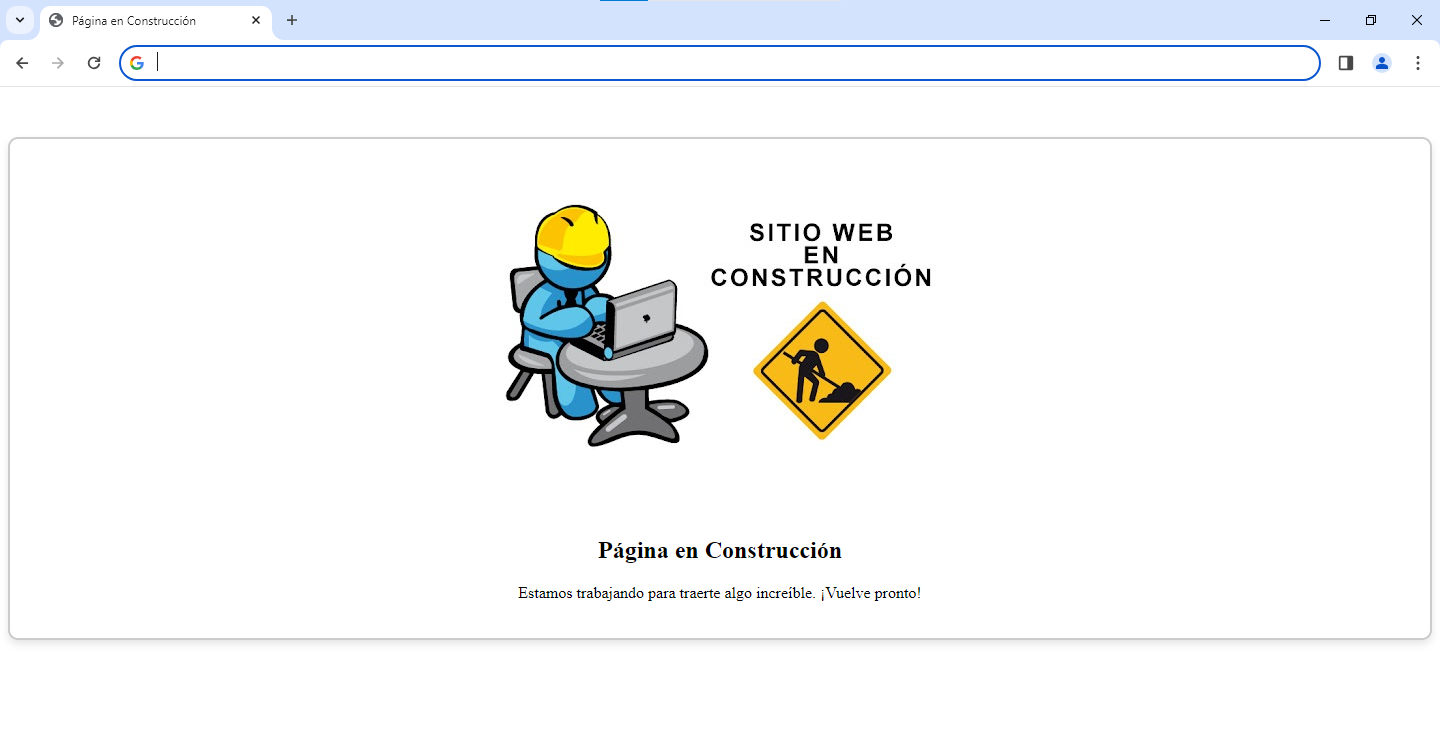 Página en Construcción
SITIO WEB
EN
CONSTRUCCIÓN
Página en Construcción
Estamos trabajando para traerte algo increíble. ¡Vuelve pronto!